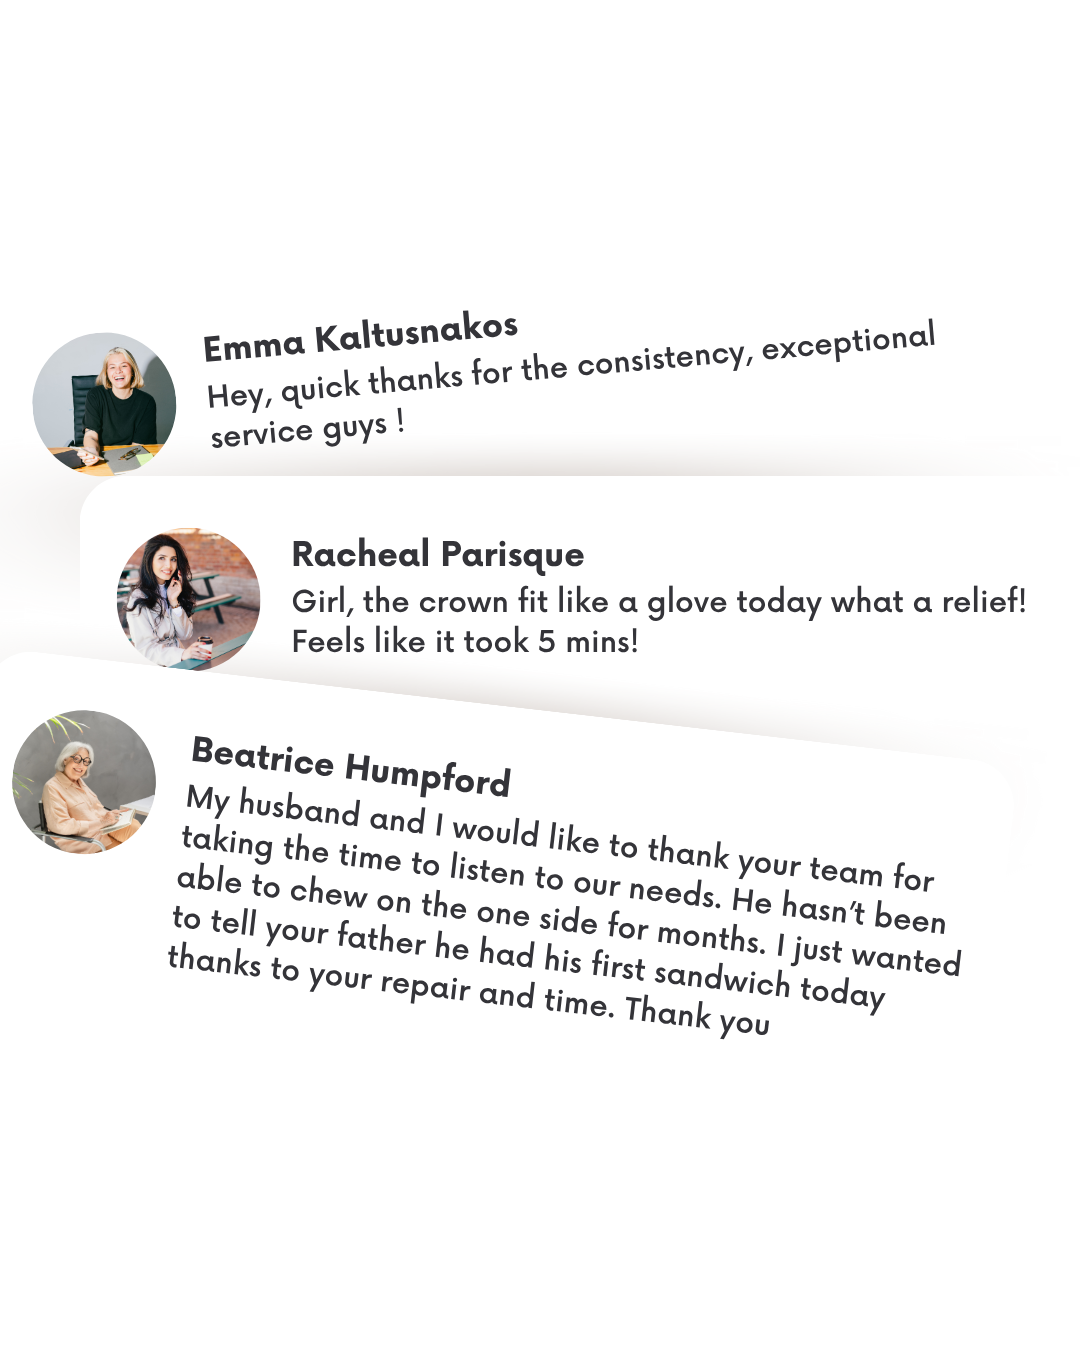 Emma Kaltusnakos
Hey, quick thanks for the consistency, exceptional
service guys !
Racheal Parisque
Girl, the crown fit like a glove today what a relief!
Feels like it took 5 mins!
Beatrice Humpford
My husband and I would like to thank your team for
taking the time to listen to our needs. He hasn't been
able to chew on the one side for months. I just wanted
to tell your father he had his first sandwich today
thanks to your repair and time. Thank you